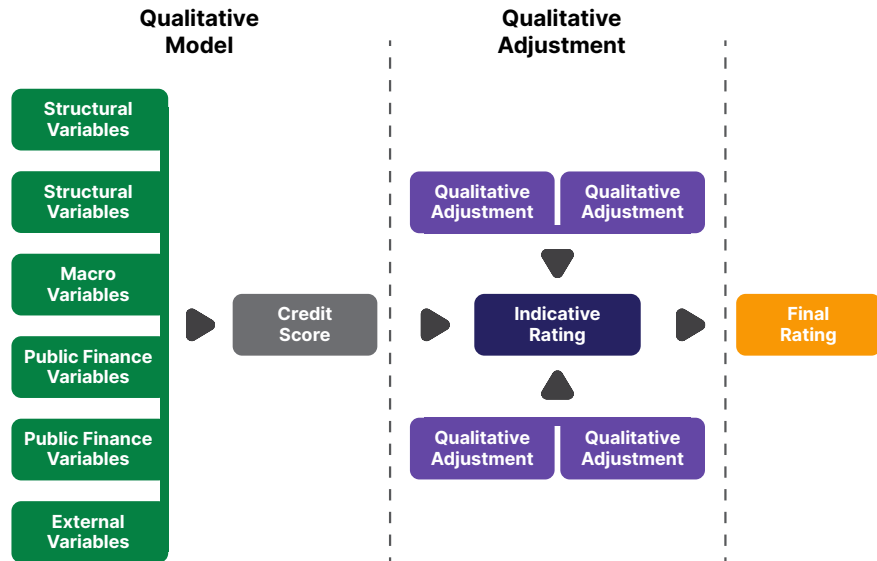 Qualitative
Model
Qualitative
Adjustment
Structural
Variables
Structural
Variables
Macro
Variables
Public Finance
Variables
Public Finance
Variables
External
Variables
Credit
Score
Qualitative
Adjustment
Qualitative
Adjustment
Indicative
Rating
Qualitative
Adjustment
Qualitative
Adjustment
Final
Rating